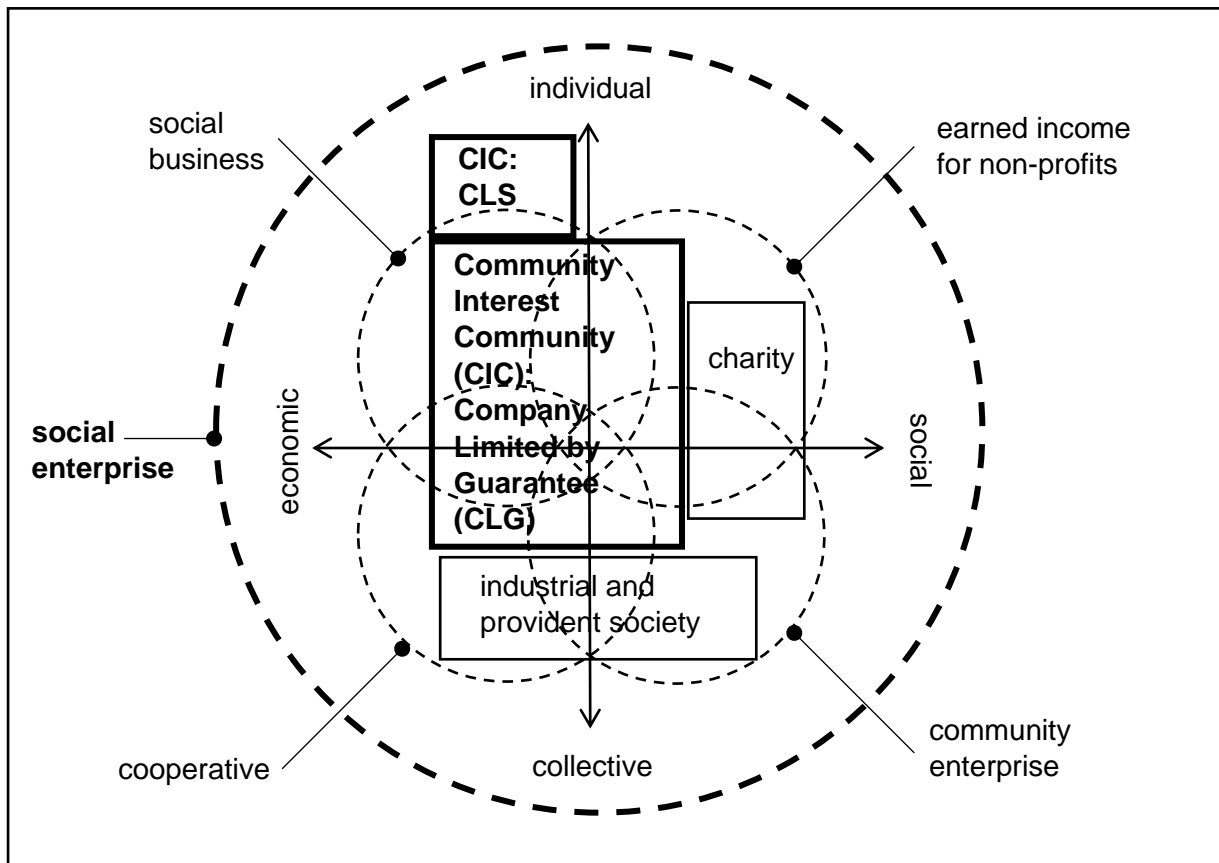 individual
social
business
earned income
for non-profits
CIC:
CLS
Community
Interest
Community
(CIC):
Company
Limited by
Guarantee
(CLG)
charity
social
enterprise
economic
social
industrial and
provident society
cooperative
collective
community
enterprise